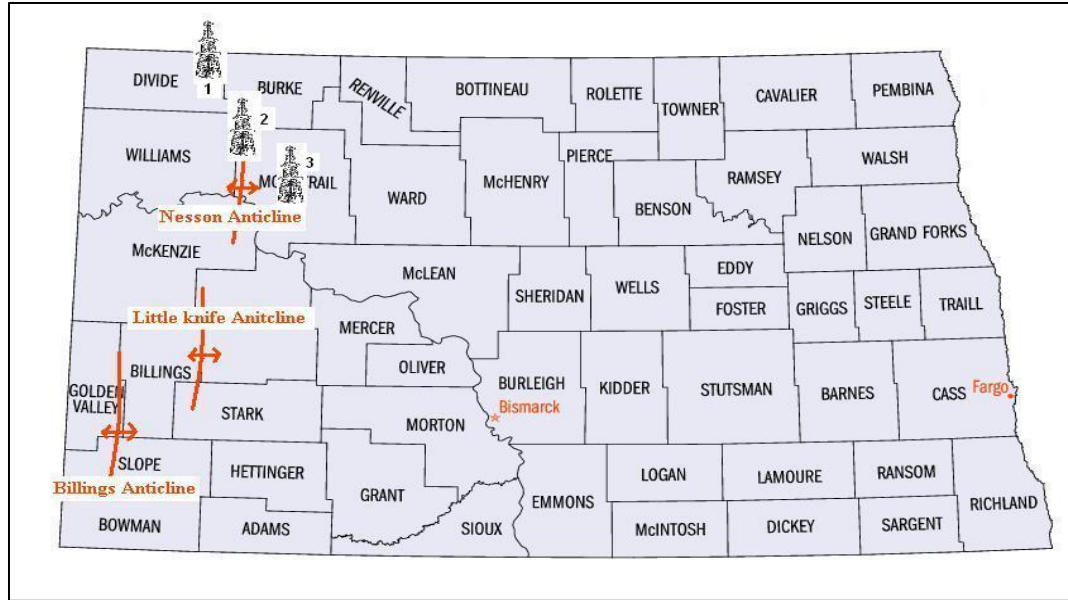 DIVIDE
1
BURKE
RENVILLE
BOTTINEAU
ROLETTE
TOWNER
CAVALIER
PEMBINA
2
WILLIAMS
3
MO TRAIL
WARD
McHENRY
PIERCE
BENSON
RAMSEY
WALSH
Nesson Anticline
McKENZIE
McLEAN
SHERIDAN
WELLS
EDDY
FOSTER
NELSON
GRAND FORKS
GRIGGS
STEELE
TRAILL
Little knife Anitcline
MERCER
OLIVER
BILLINGS
GOLDEN
VALLEY
STARK
MORTON
BURLEIGH
Bismarck
KIDDER
STUTSMAN
BARNES
CASS
Fargo
SLOPE
HETTINGER
GRANT
Billings Anticline
BOWMAN
ADAMS
SIOUX
EMMONS
LOGAN
McINTOSH
LAMOURE
DICKEY
RANSOM
SARGENT
RICHLAND